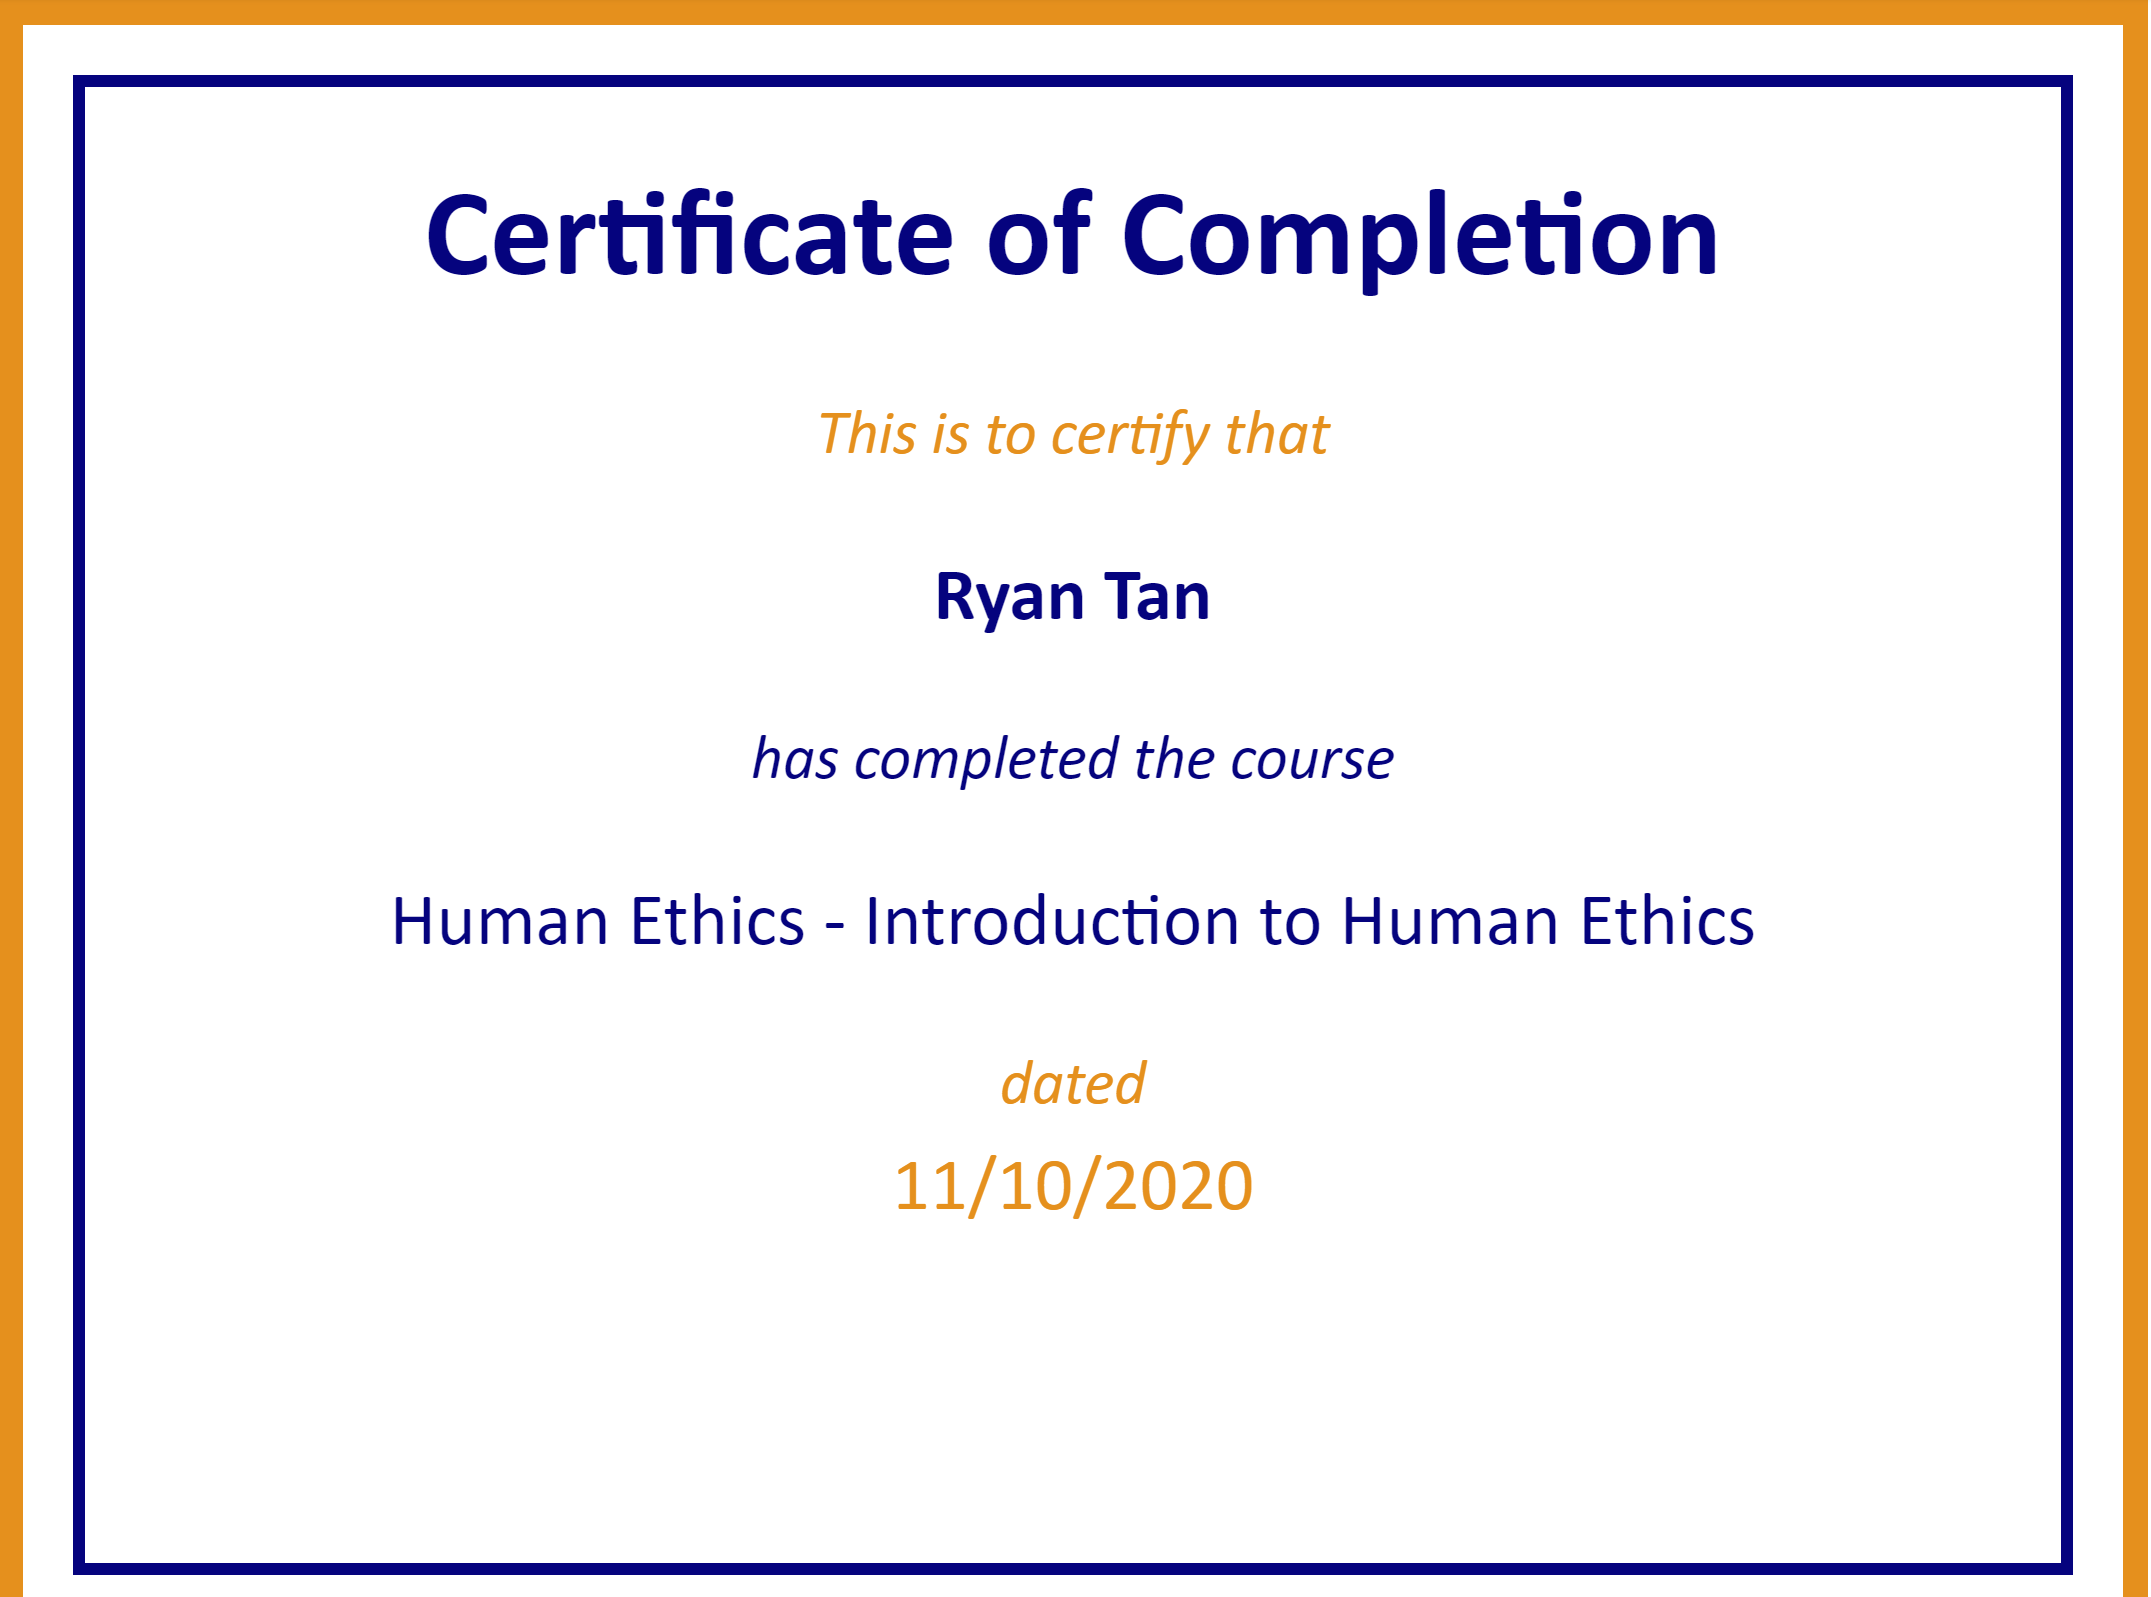 Certificate of Completion
This is to certify that
Ryan Tan
has completed the course
Human Ethics - Introduction to Human Ethics
dated
11/10/2020